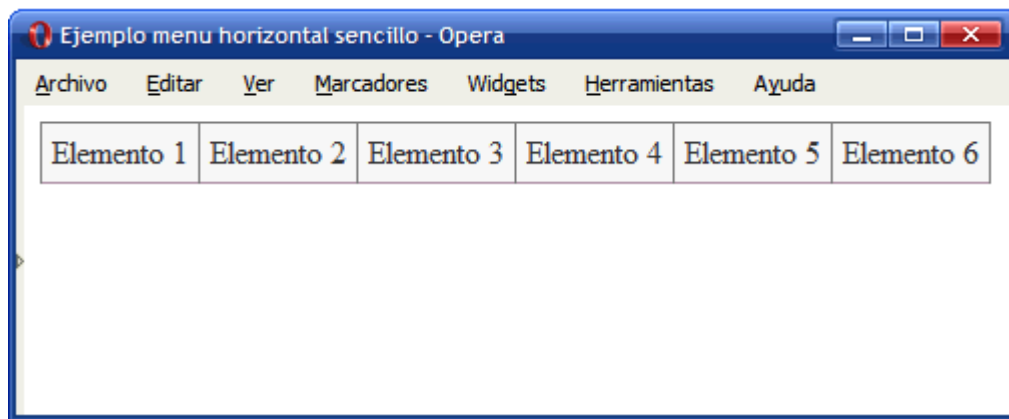 Ejemplo menu horizontal sencillo - Opera
Archivo Editar Ver Marcadores Widgets Herramientas Ayuda
Elemento 1 Elemento 2 Elemento 3 Elemento 4 Elemento 5 Elemento 6